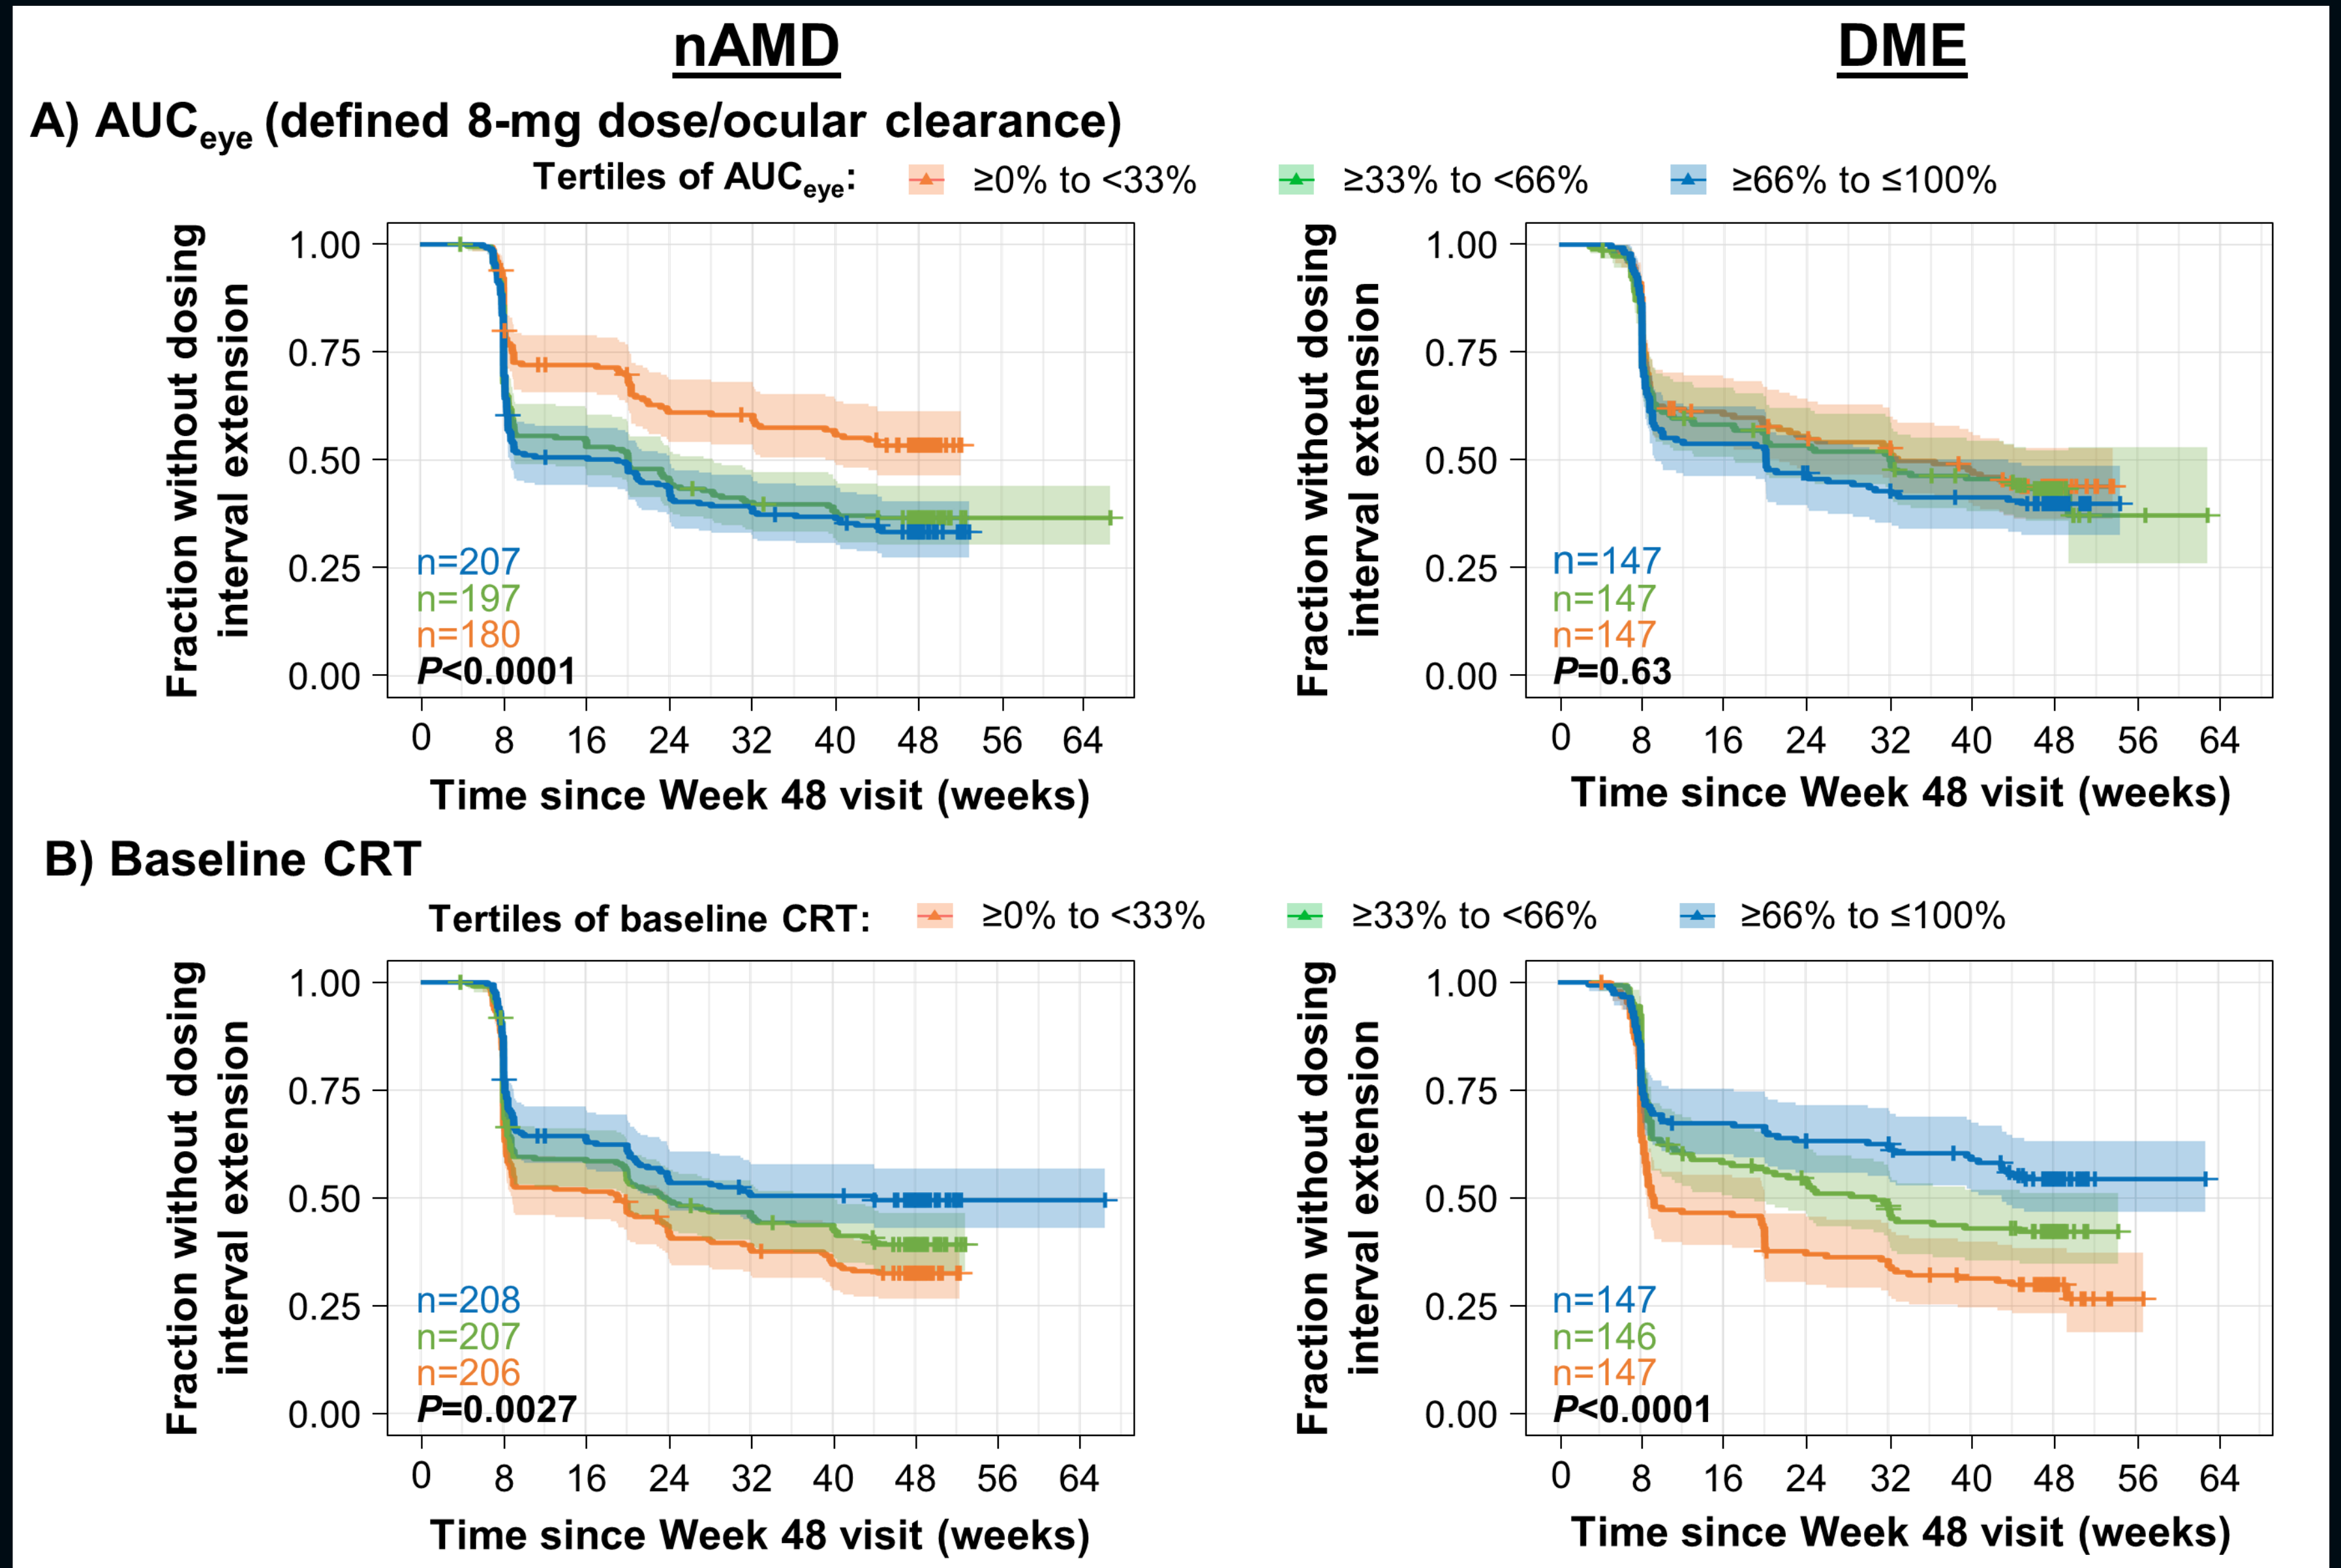 nAMD
DME
A) AUCeye (defined 8-mg dose/ocular clearance)
Tertiles of AUCeye: ≥0% to <33% ≥33% to <66% ≥66% to ≤100%
Fraction without dosing
interval extension
1.00
0.75
0.50
0.25
0.00
n=207
n=197
n=180
P<0.0001
0 8 16 24 32 40 48 56 64
Time since Week 48 visit (weeks)
Fraction without dosing
interval extension
1.00
0.75
0.50
0.25
0.00
n=147
n=147
n=147
P=0.63
0 8 16 24 32 40 48 56 64
Time since Week 48 visit (weeks)
B) Baseline CRT
Tertiles of baseline CRT: ≥0% to <33% ≥33% to <66% ≥66% to ≤100%
Fraction without dosing
interval extension
1.00
0.75
0.50
0.25
0.00
n=208
n=207
n=206
P=0.0027
0 8 16 24 32 40 48 56 64
Time since Week 48 visit (weeks)
Fraction without dosing
interval extension
1.00
0.75
0.50
0.25
0.00
n=147
n=146
n=147
P<0.0001
0 8 16 24 32 40 48 56 64
Time since Week 48 visit (weeks)